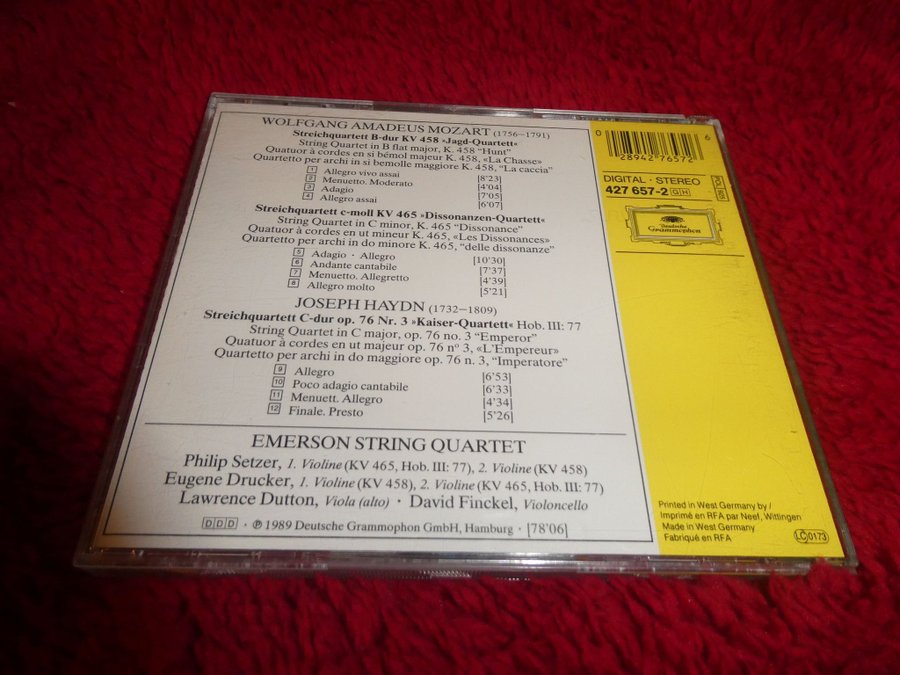 WOLFGANG AMADEUS MOZART (1756–1791)
Streichquartett B-dur KV 458 »Jagd-Quartett«
String Quartet in B flat major, K. 458 “Hunt”
Quatuor à cordes en si bémol majeur K. 458, «La Chasse»
Quartetto per archi in si bemolle maggiore K. 458, “La caccia”
1 Allegro vivo assai [8'23]
2 Menuetto. Moderato [4'04]
3 Adagio [7'05]
4 Allegro assai [6'07]
Streichquartett c-moll KV 465 »Dissonanzen-Quartett«
String Quartet in C minor, K. 465 “Dissonance”
Quatuor à cordes en ut mineur K. 465, «Les Dissonances»
Quartetto per archi in do minore K. 465, “delle dissonanze”
5 Adagio · Allegro [10'30]
6 Andante cantabile [7'37]
7 Menuetto. Allegretto [4'39]
8 Allegro molto [5'21]
JOSEPH HAYDN (1732–1809)
Streichquartett C-dur op. 76 Nr. 3 »Kaiser-Quartett« Hob. III: 77
String Quartet in C major, op. 76 no. 3 “Emperor”
Quatuor à cordes en ut majeur op. 76 n° 3, «L'Empereur»
Quartetto per archi in do maggiore op. 76 n. 3, “Imperatore”
9 Allegro [6'53]
10 Poco adagio cantabile [6'33]
11 Menuett. Allegro [4'34]
12 Finale. Presto [5'26]
EMERSON STRING QUARTET
Philip Setzer, 1. Violine (KV 465, Hob. III: 77), 2. Violine (KV 458)
Eugene Drucker, 1. Violine (KV 458), 2. Violine (KV 465, Hob. III: 77)
Lawrence Dutton, Viola (alto) · David Finckel, Violoncello
DDD · ℗ 1989 Deutsche Grammophon GmbH, Hamburg · [78'06]
0 28942 76572 6
DIGITAL · STEREO
427 657-2 GH
Deutsche
Grammophon
Printed in West Germany by /
Imprimé en RFA par Neef, Wittingen
Made in West Germany
Fabriqué en RFA
LC 0173